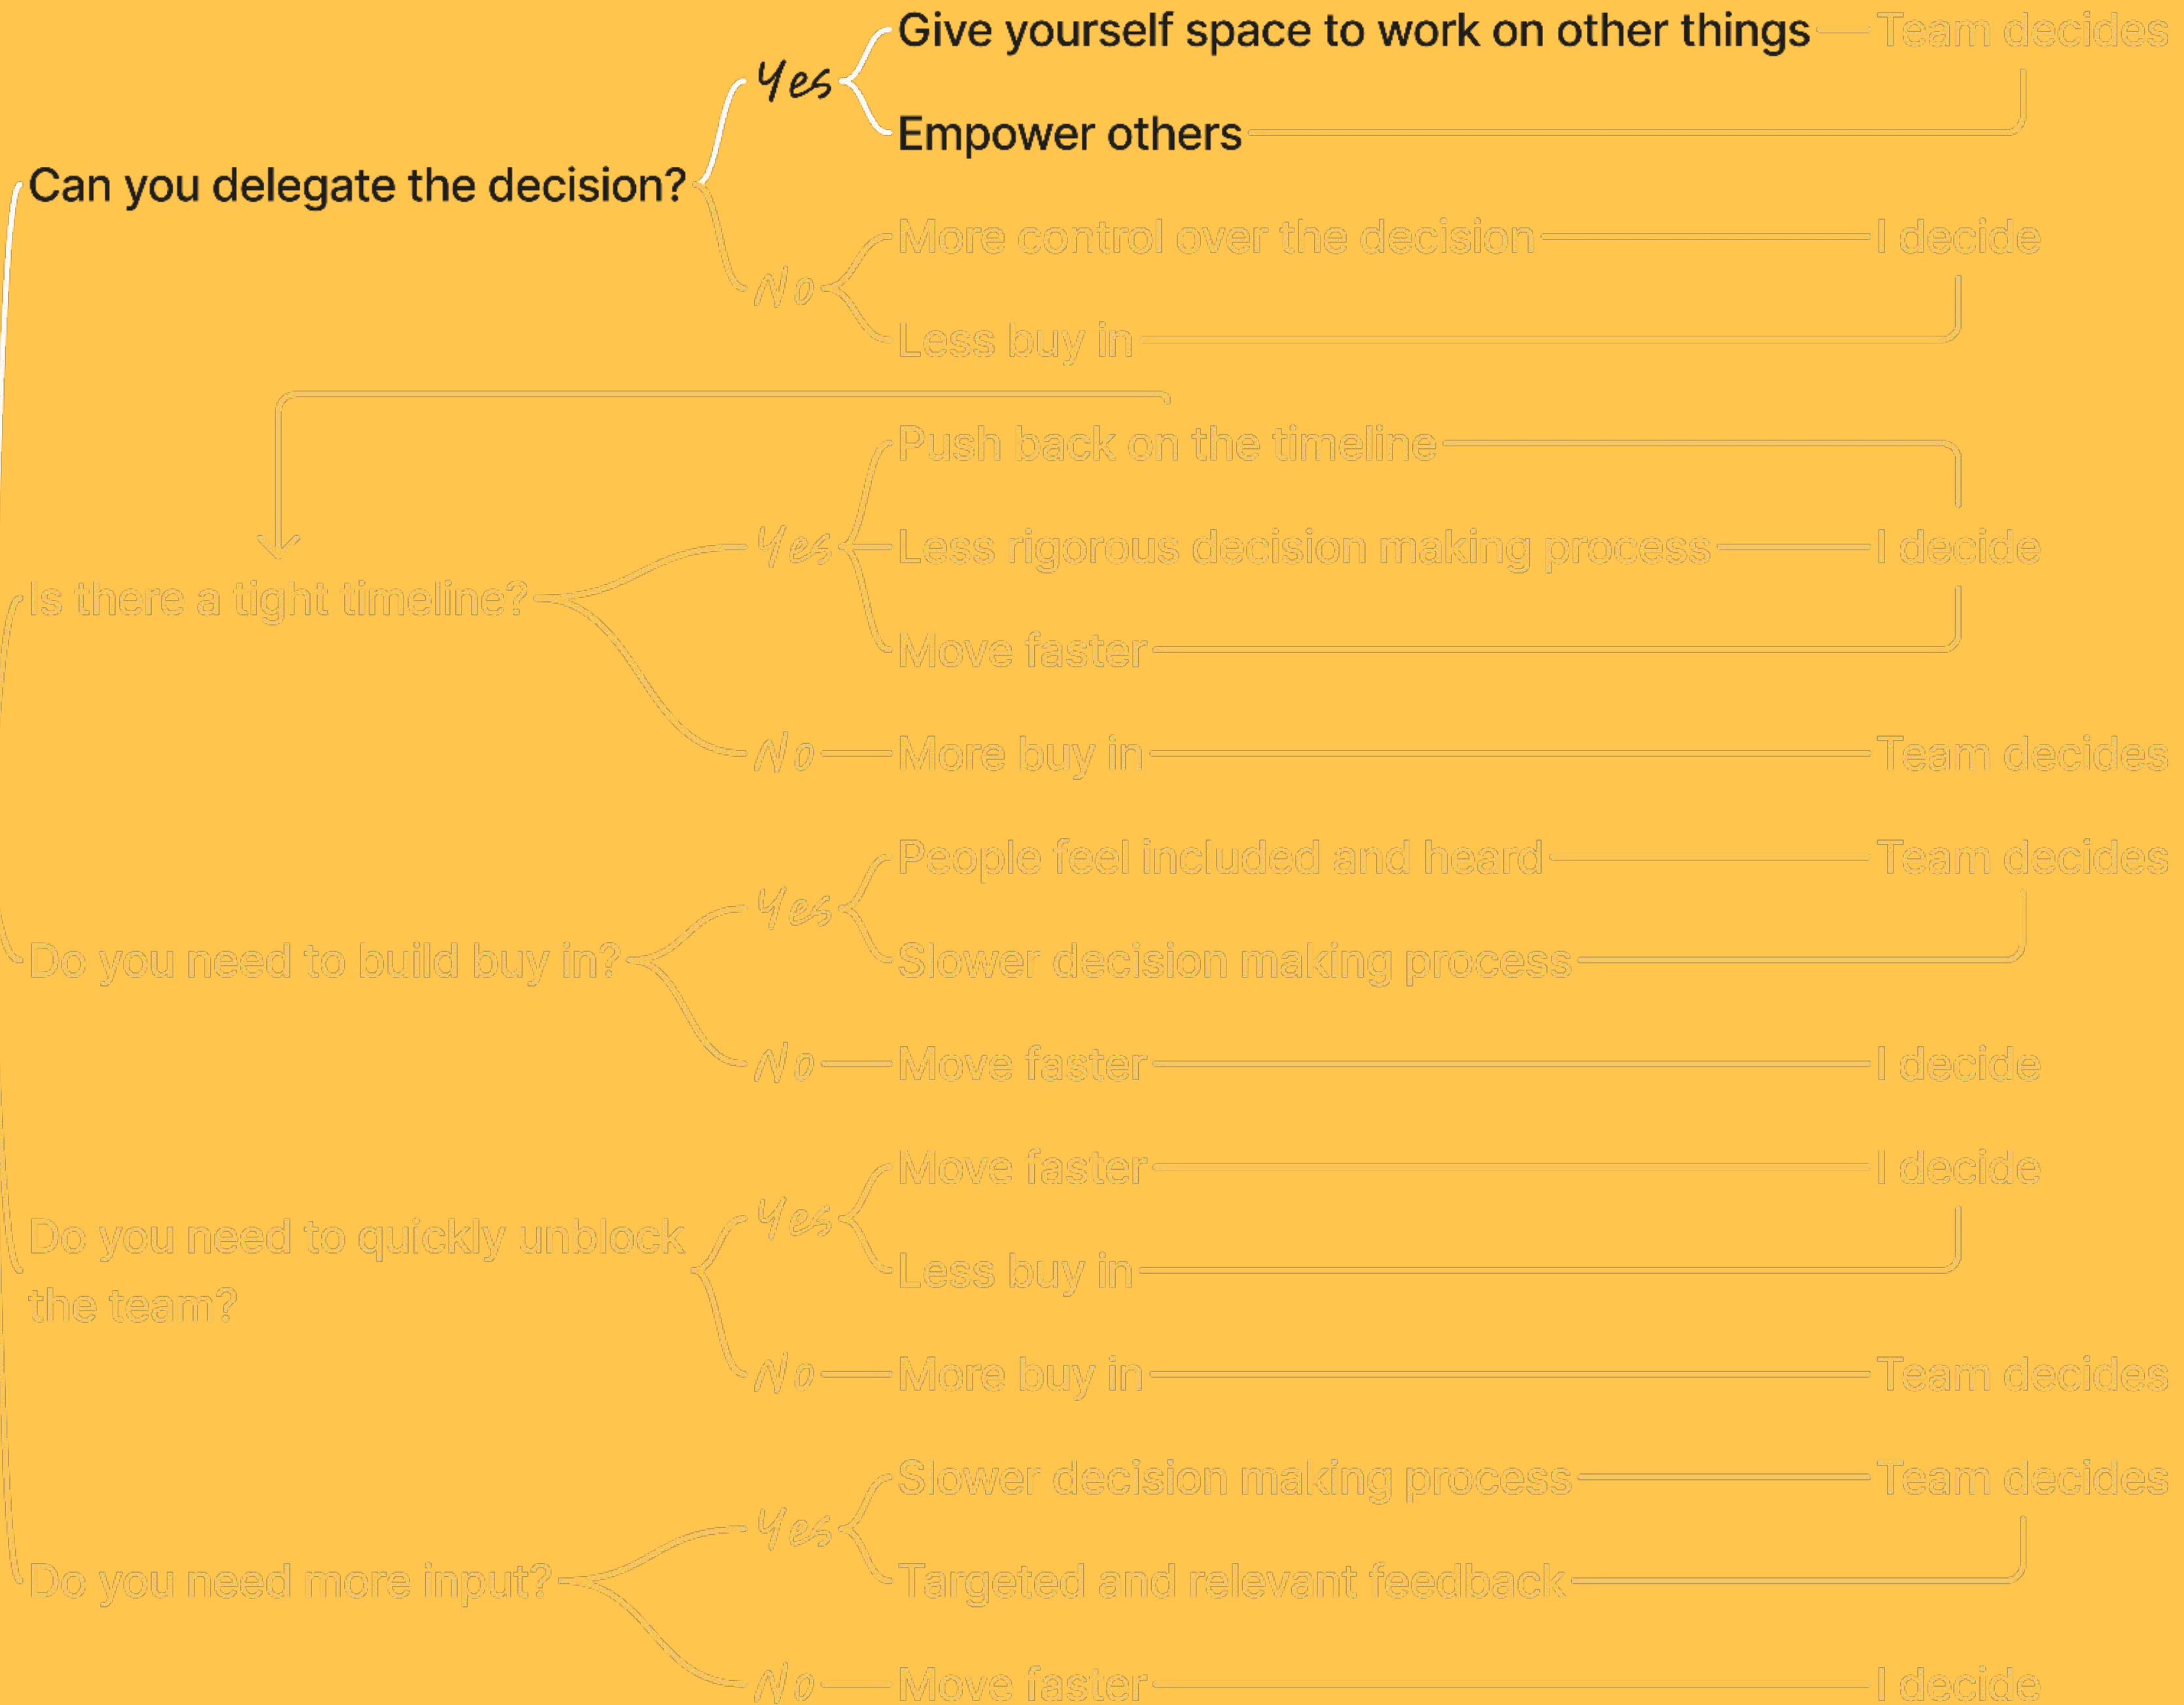 Give yourself space to work on other things Team decides
Yes
Empower others
Can you delegate the decision?
More control over the decision I decide
No
Less buy in
Push back on the timeline
Yes Less rigorous decision making process I decide
Is there a tight timeline?
Move faster
No More buy in Team decides
People feel included and heard Team decides
Yes
Do you need to build buy in? Slower decision making process
No Move faster I decide
Move faster I decide
Yes
Do you need to quickly unblock
the team?
Less buy in
No More buy in Team decides
Slower decision making process Team decides
Yes
Do you need more input? Targeted and relevant feedback
No Move faster I decide